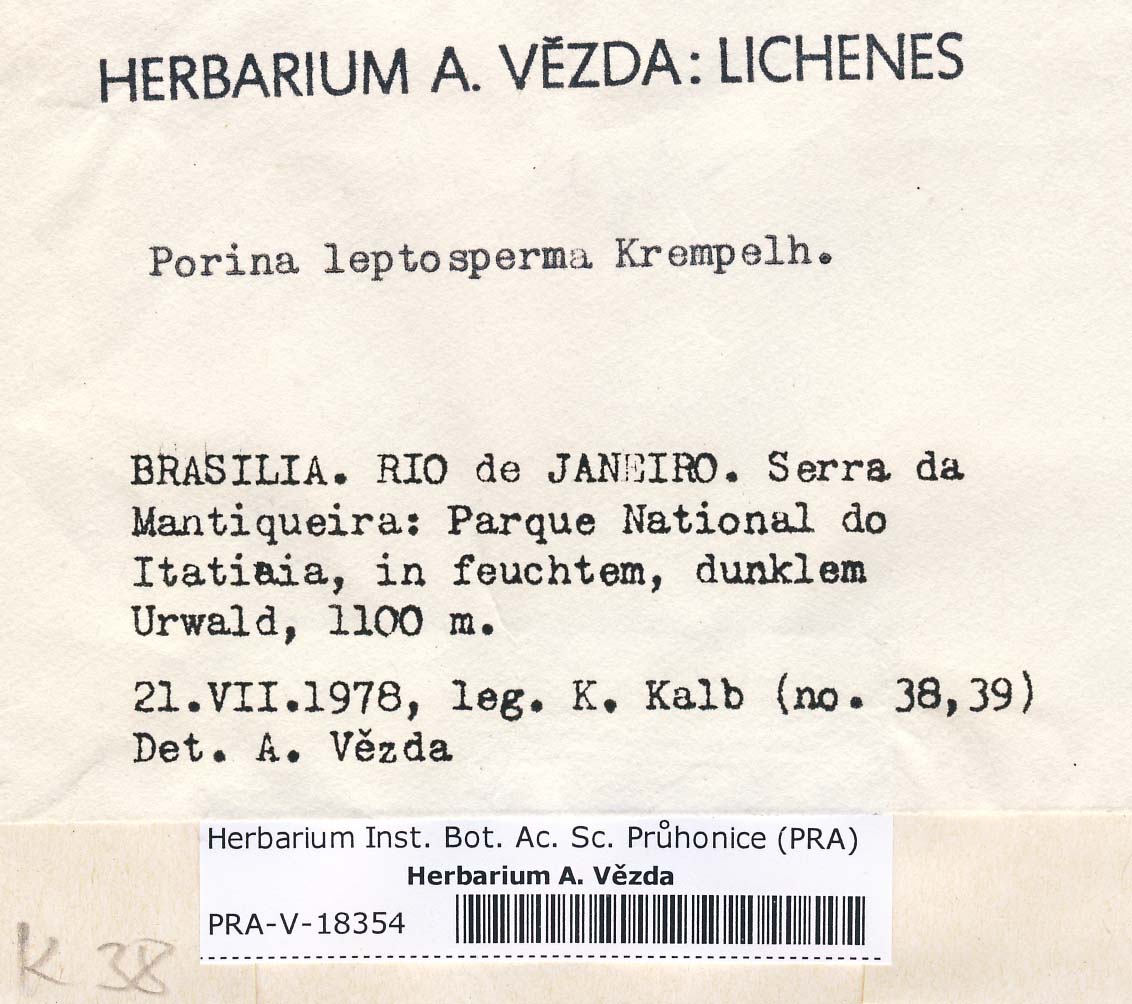 HERBARIUM A. VĚZDA: LICHENES
Porina leptosperma Krempelh.
BRASILIA. RIO de JANEIRO. Serra da
Mantiqueira: Parque National do
Itatiaia, in feuchtem, dunklem
Urwald, 1100 m.
21.VII.1978, leg. K. Kalb (no. 38,39)
Det. A. Vězda
Herbarium Inst. Bot. Ac. Sc. Průhonice (PRA)
Herbarium A. Vězda
PRA-V-18354
K 38